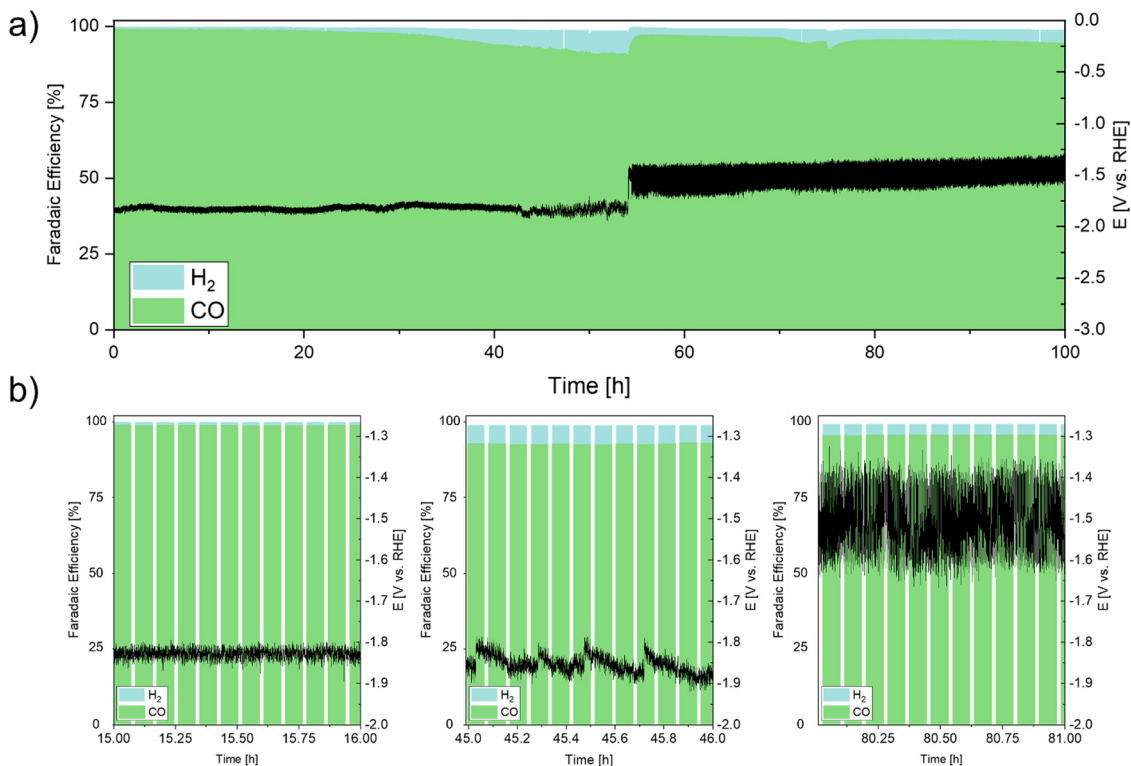 a)
Faradaic Efficiency [%]
100
75
50
25
0
H₂
CO
0.0
-0.5
-1.0
-1.5
-2.0
-2.5
-3.0
E [V vs. RHE]
0 20 40 60 80 100
Time [h]
b)
Faradaic Efficiency [%]
100
75
50
25
0
H₂
CO
-1.3
-1.4
-1.5
-1.6
-1.7
-1.8
-1.9
-2.0
E [V vs. RHE]
15.00 15.25 15.50 15.75 16.00
Time [h]
Faradaic Efficiency [%]
100
75
50
25
0
H₂
CO
-1.3
-1.4
-1.5
-1.6
-1.7
-1.8
-1.9
-2.0
E [V vs. RHE]
45.0 45.2 45.4 45.6 45.8 46.0
Time [h]
Faradaic Efficiency [%]
100
75
50
25
0
H₂
CO
-1.3
-1.4
-1.5
-1.6
-1.7
-1.8
-1.9
-2.0
E [V vs. RHE]
80.25 80.50 80.75 81.00
Time [h]